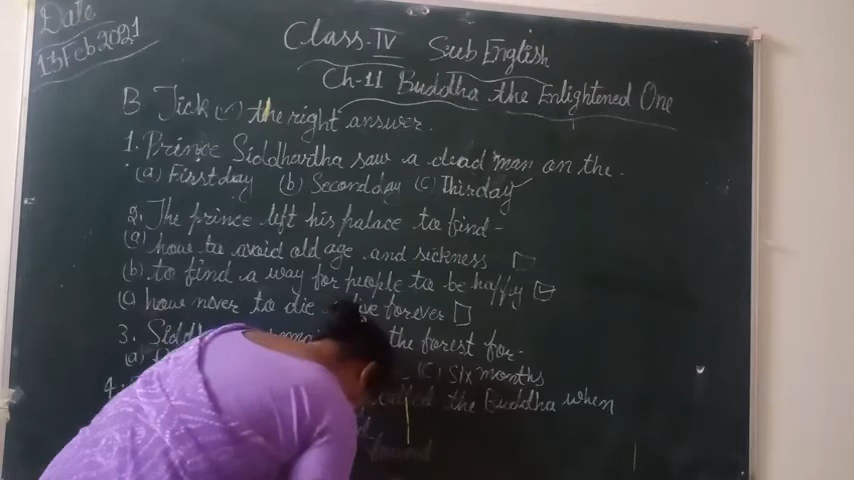 Date
13 Feb. 2021
Class-IV Sub English
Ch-11 Buddha the Enlightened One
B. Tick (✓) the right answer.
1. Prince Siddhartha saw a dead man on the.
(a) First day (b) Second day (c) Third day ✓
2. The prince left his palace to find-
(a) how to avoid old age and sickness
(b) to find a way for people to be happy ✓
(c) how never to die forever
3. the forest for-
(a) (c) Six months
4. the Buddha when